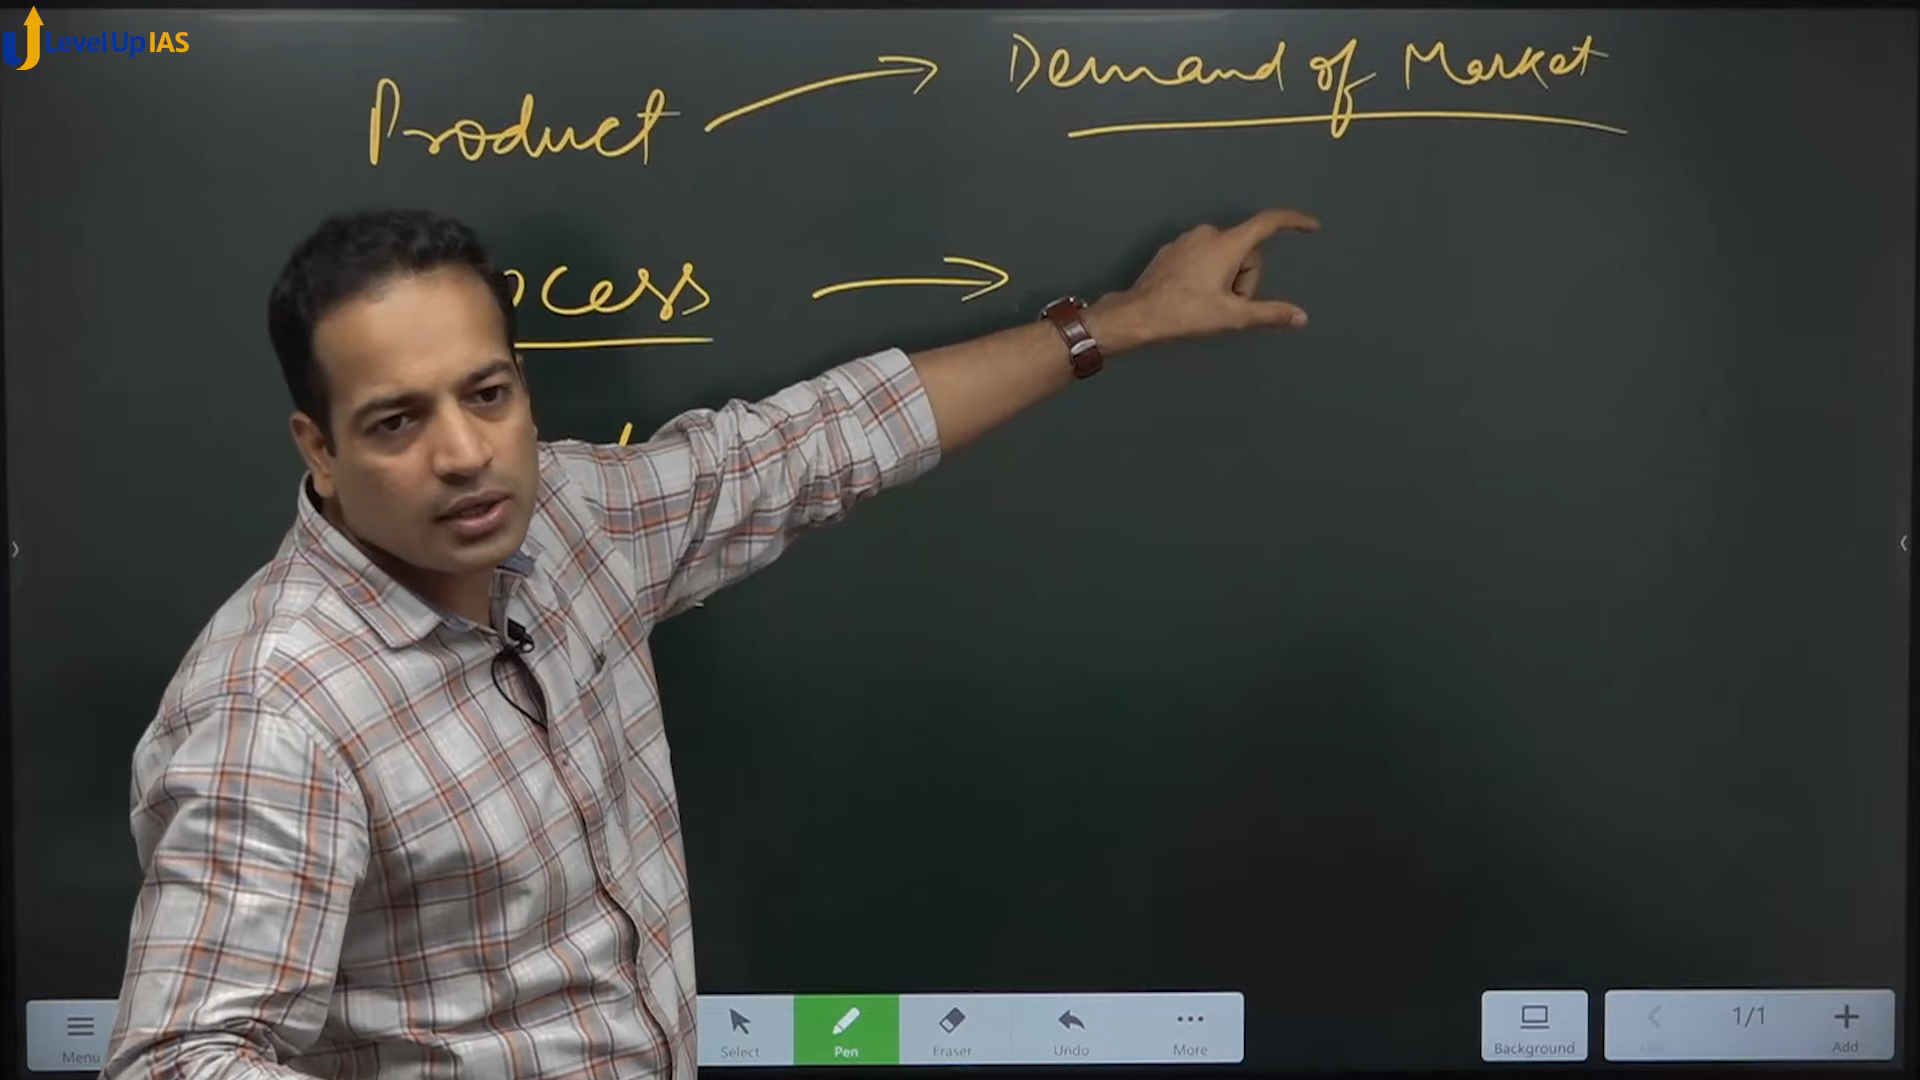 Level Up IAS
Product → Demand of Market
ocess →
Menu
Select
Pen
Eraser
Undo
More
Background
1/1
Add